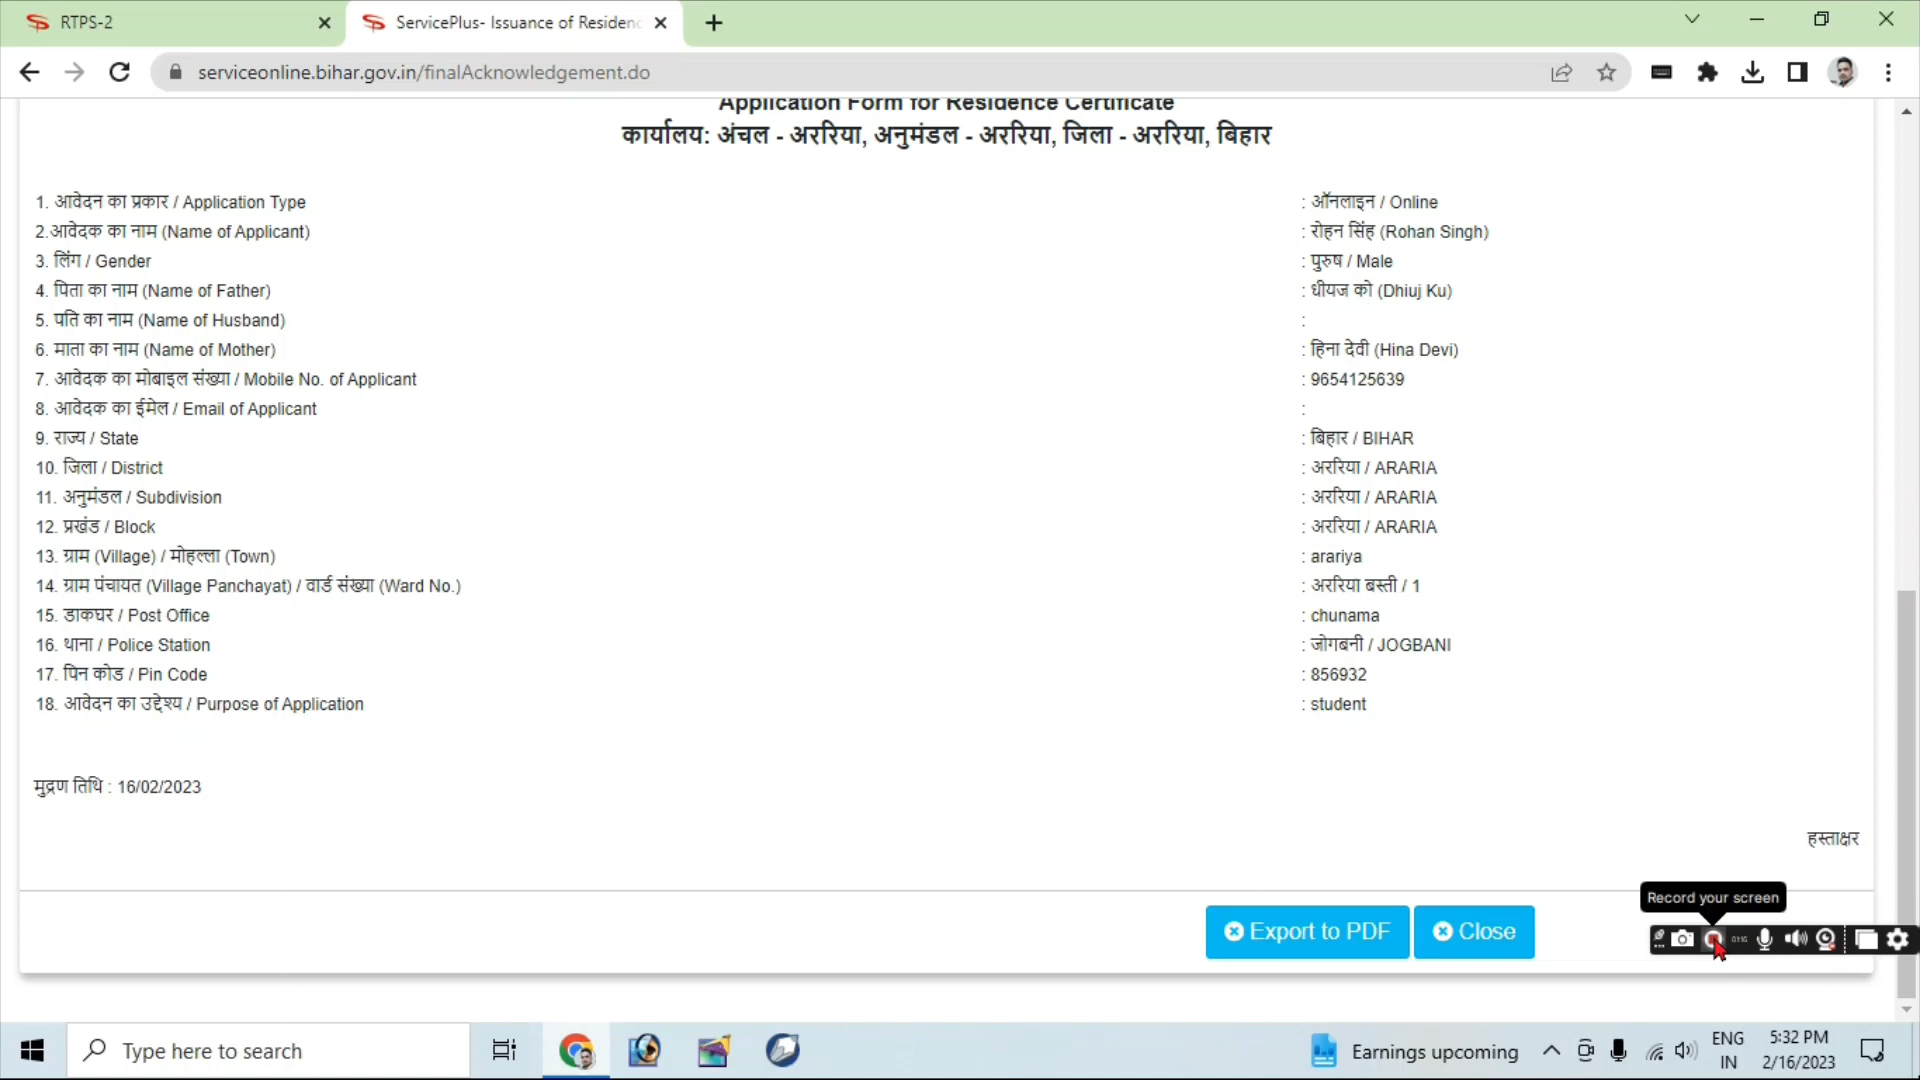 RTPS-2
ServicePlus- Issuance of Residenc
serviceonline.bihar.gov.in/finalAcknowledgement.do
Application Form for Residence Certificate
कार्यालय: अंचल - अररिया, अनुमंडल - अररिया, जिला - अररिया, बिहार
1. आवेदन का प्रकार / Application Type : ऑनलाइन / Online
2.आवेदक का नाम (Name of Applicant) : रोहन सिंह (Rohan Singh)
3. लिंग / Gender : पुरुष / Male
4. पिता का नाम (Name of Father) : धीयज को (Dhiuj Ku)
5. पति का नाम (Name of Husband) :
6. माता का नाम (Name of Mother) : हिना देवी (Hina Devi)
7. आवेदक का मोबाइल संख्या / Mobile No. of Applicant : 9654125639
8. आवेदक का ईमेल / Email of Applicant :
9. राज्य / State : बिहार / BIHAR
10. जिला / District : अररिया / ARARIA
11. अनुमंडल / Subdivision : अररिया / ARARIA
12. प्रखंड / Block : अररिया / ARARIA
13. ग्राम (Village) / मोहल्ला (Town) : arariya
14. ग्राम पंचायत (Village Panchayat) / वार्ड संख्या (Ward No.) : अररिया बस्ती / 1
15. डाकघर / Post Office : chunama
16. थाना / Police Station : जोगबनी / JOGBANI
17. पिन कोड / Pin Code : 856932
18. आवेदन का उद्देश्य / Purpose of Application : student
मुद्रण तिथि : 16/02/2023
हस्ताक्षर
Record your screen
Export to PDF Close
Type here to search
Earnings upcoming
ENG
IN
5:32 PM
2/16/2023